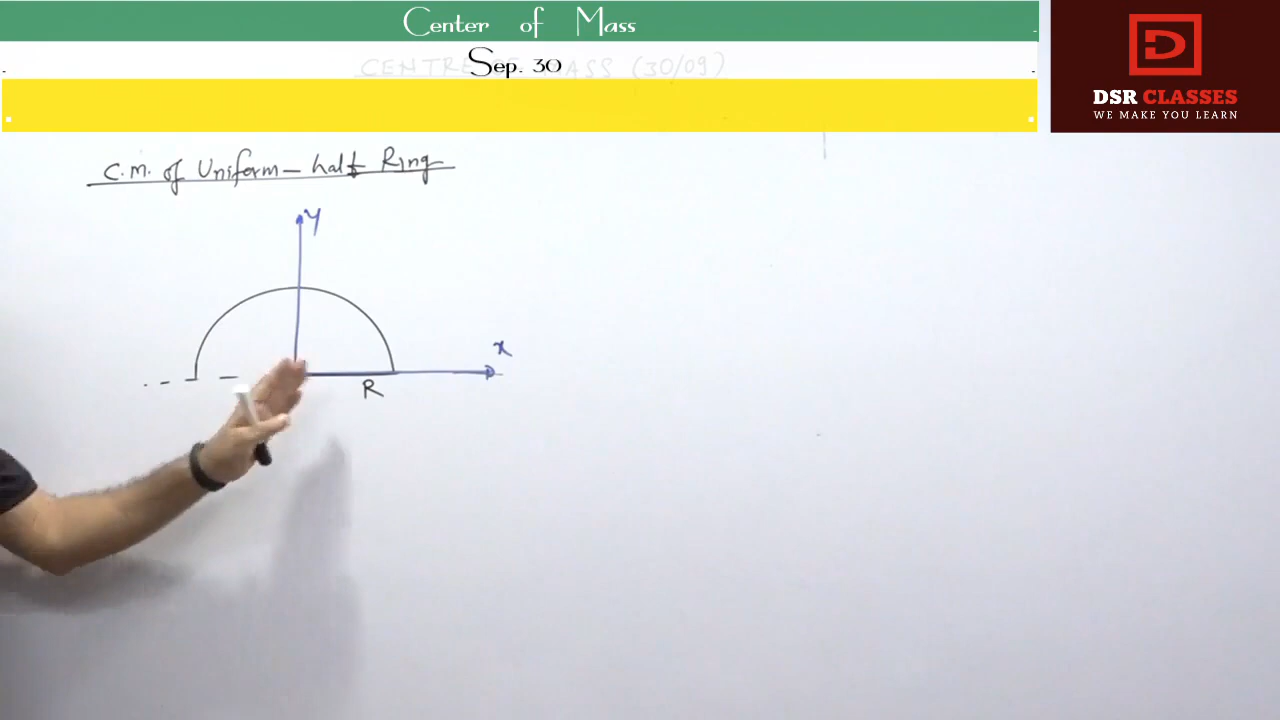 Center of Mass
Sep. 30
CENTRE OF MASS (30/09)
DSR CLASSES
WE MAKE YOU LEARN
C.M. of Uniform-half Ring
y
x
R